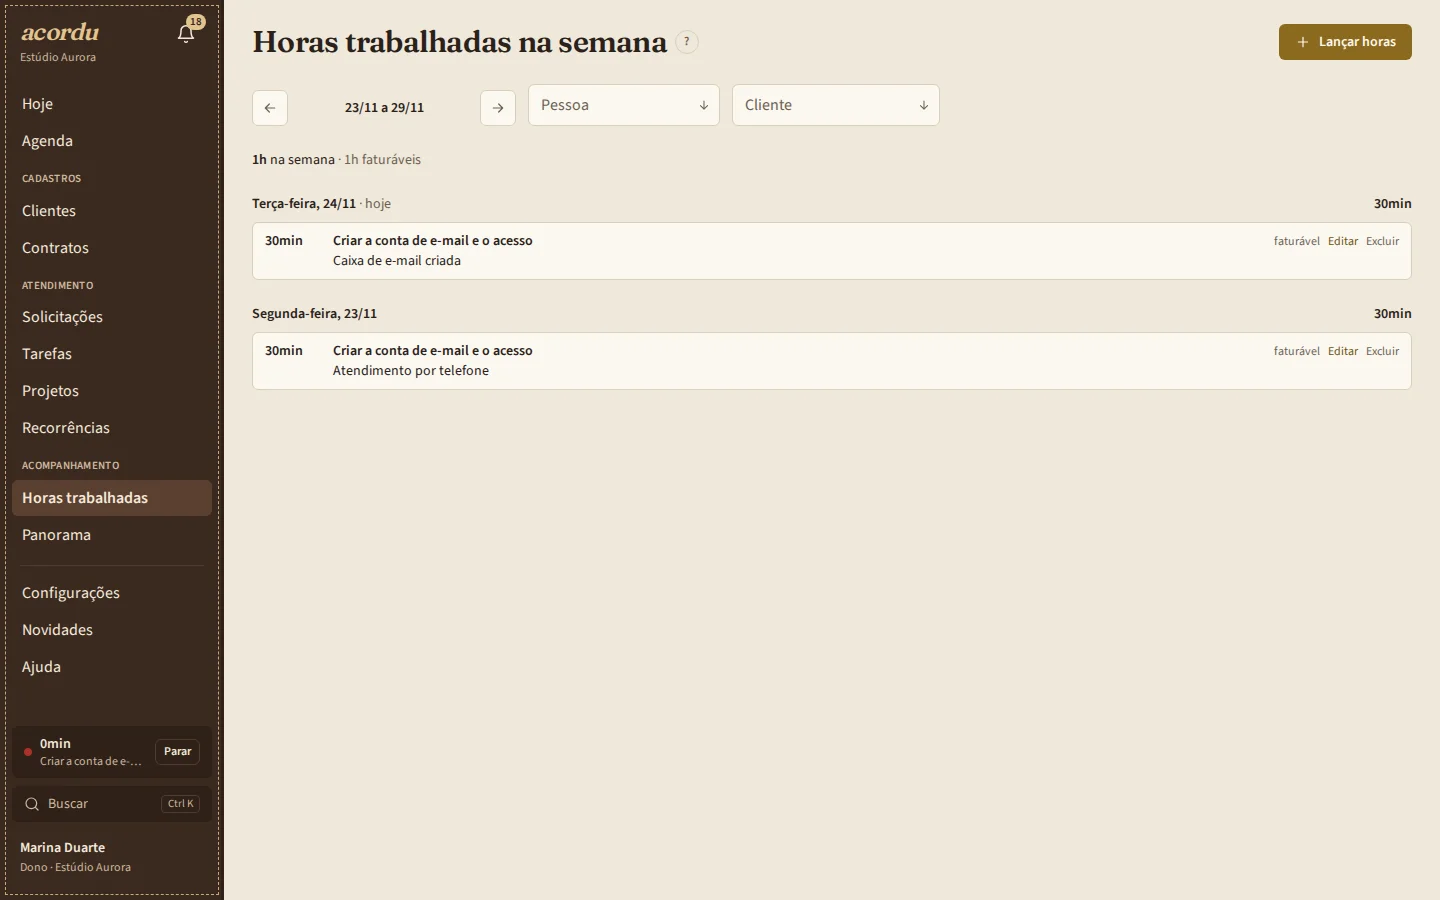 acordu
18
Estúdio Aurora
Hoje
Agenda
CADASTROS
Clientes
Contratos
ATENDIMENTO
Solicitações
Tarefas
Projetos
Recorrências
ACOMPANHAMENTO
Horas trabalhadas
Panorama
Configurações
Novidades
Ajuda
0min
Criar a conta de e-...
Parar
Buscar
Ctrl K
Marina Duarte
Dono · Estúdio Aurora
Horas trabalhadas na semana ?
+ Lançar horas
← 23/11 a 29/11 → Pessoa ↓ Cliente ↓
1h na semana · 1h faturáveis
Terça-feira, 24/11 · hoje 30min
30min Criar a conta de e-mail e o acesso faturável Editar Excluir
Caixa de e-mail criada
Segunda-feira, 23/11 30min
30min Criar a conta de e-mail e o acesso faturável Editar Excluir
Atendimento por telefone